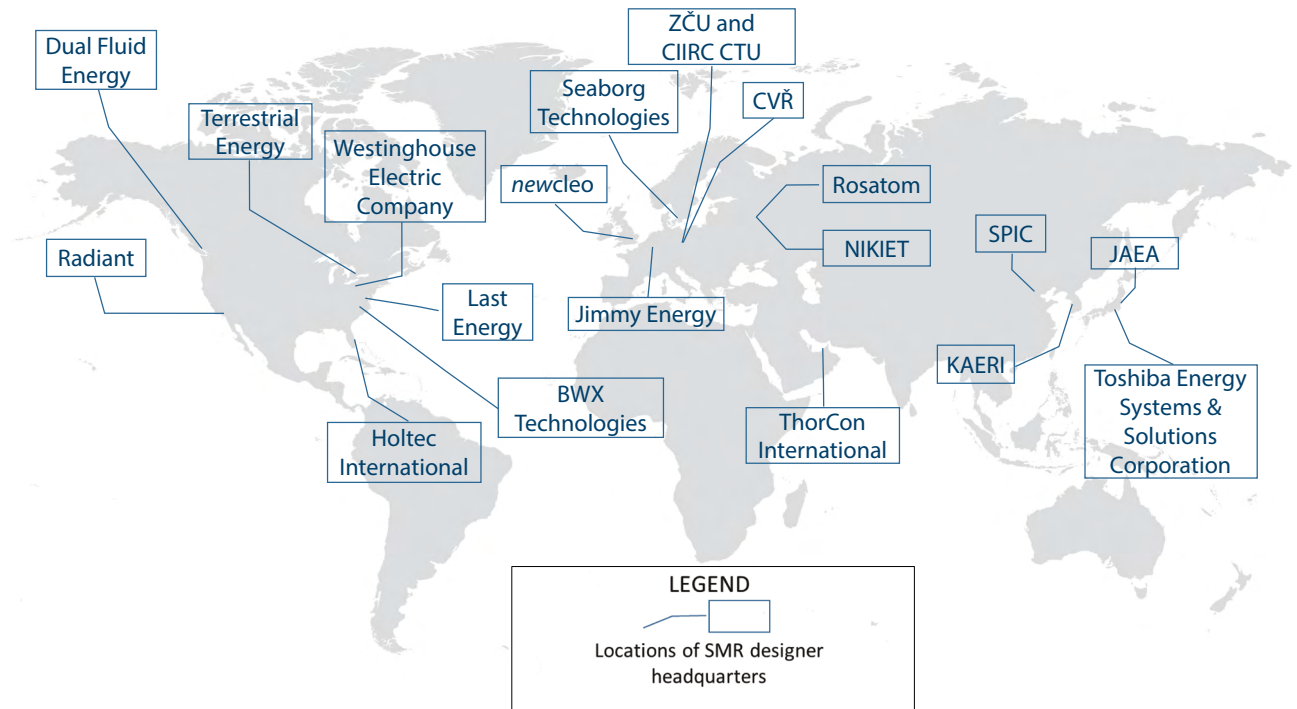 ZČU and
CIIRC CTU
Dual Fluid
Energy
Seaborg
Technologies
CVŘ
Terrestrial
Energy
Westinghouse
Electric
Company
newcleo
Rosatom
SPIC
NIKIET
JAEA
Radiant
Last
Energy
Jimmy Energy
KAERI
Toshiba Energy
Systems &
Solutions
Corporation
BWX
Technologies
ThorCon
International
Holtec
International
LEGEND
Locations of SMR designer
headquarters